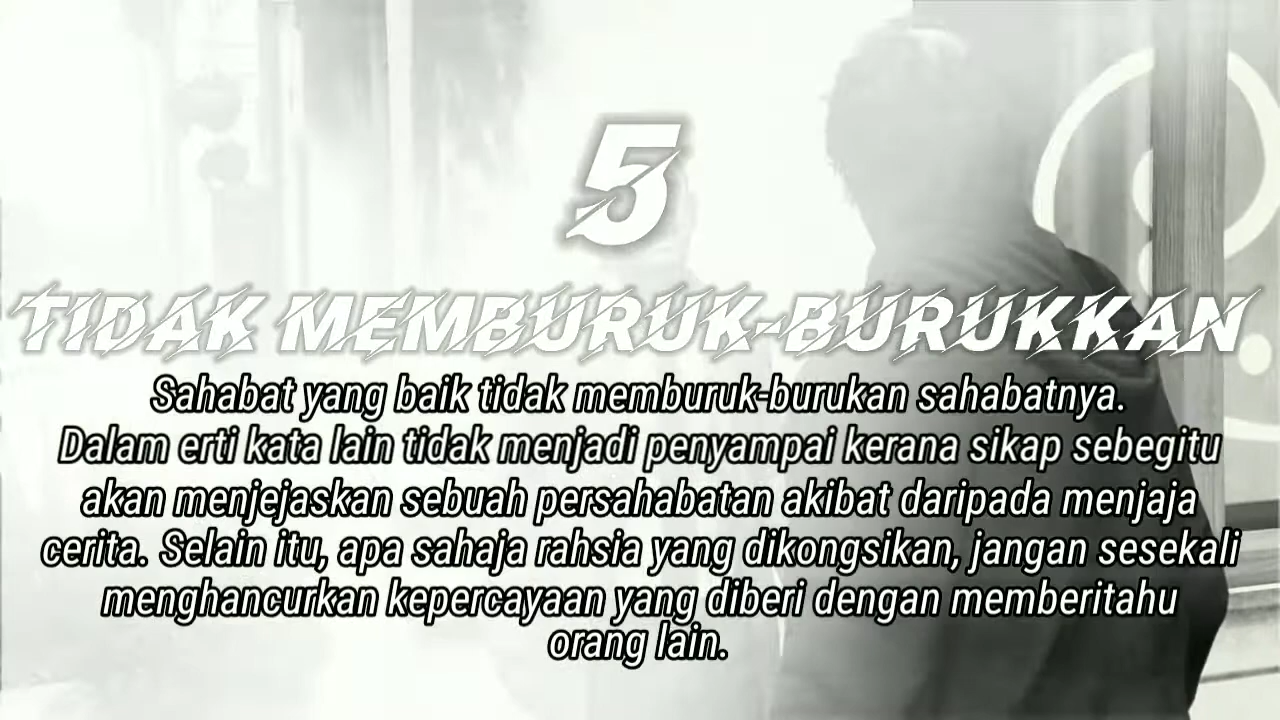 5
TIDAK MEMBURUK-BURUKKAN
Sahabat yang baik tidak memburuk-burukan sahabatnya.
Dalam erti kata lain tidak menjadi penyampai kerana sikap sebegitu
akan menjejaskan sebuah persahabatan akibat daripada menjaja
cerita. Selain itu, apa sahaja rahsia yang dikongsikan, jangan sesekali
menghancurkan kepercayaan yang diberi dengan memberitahu
orang lain.